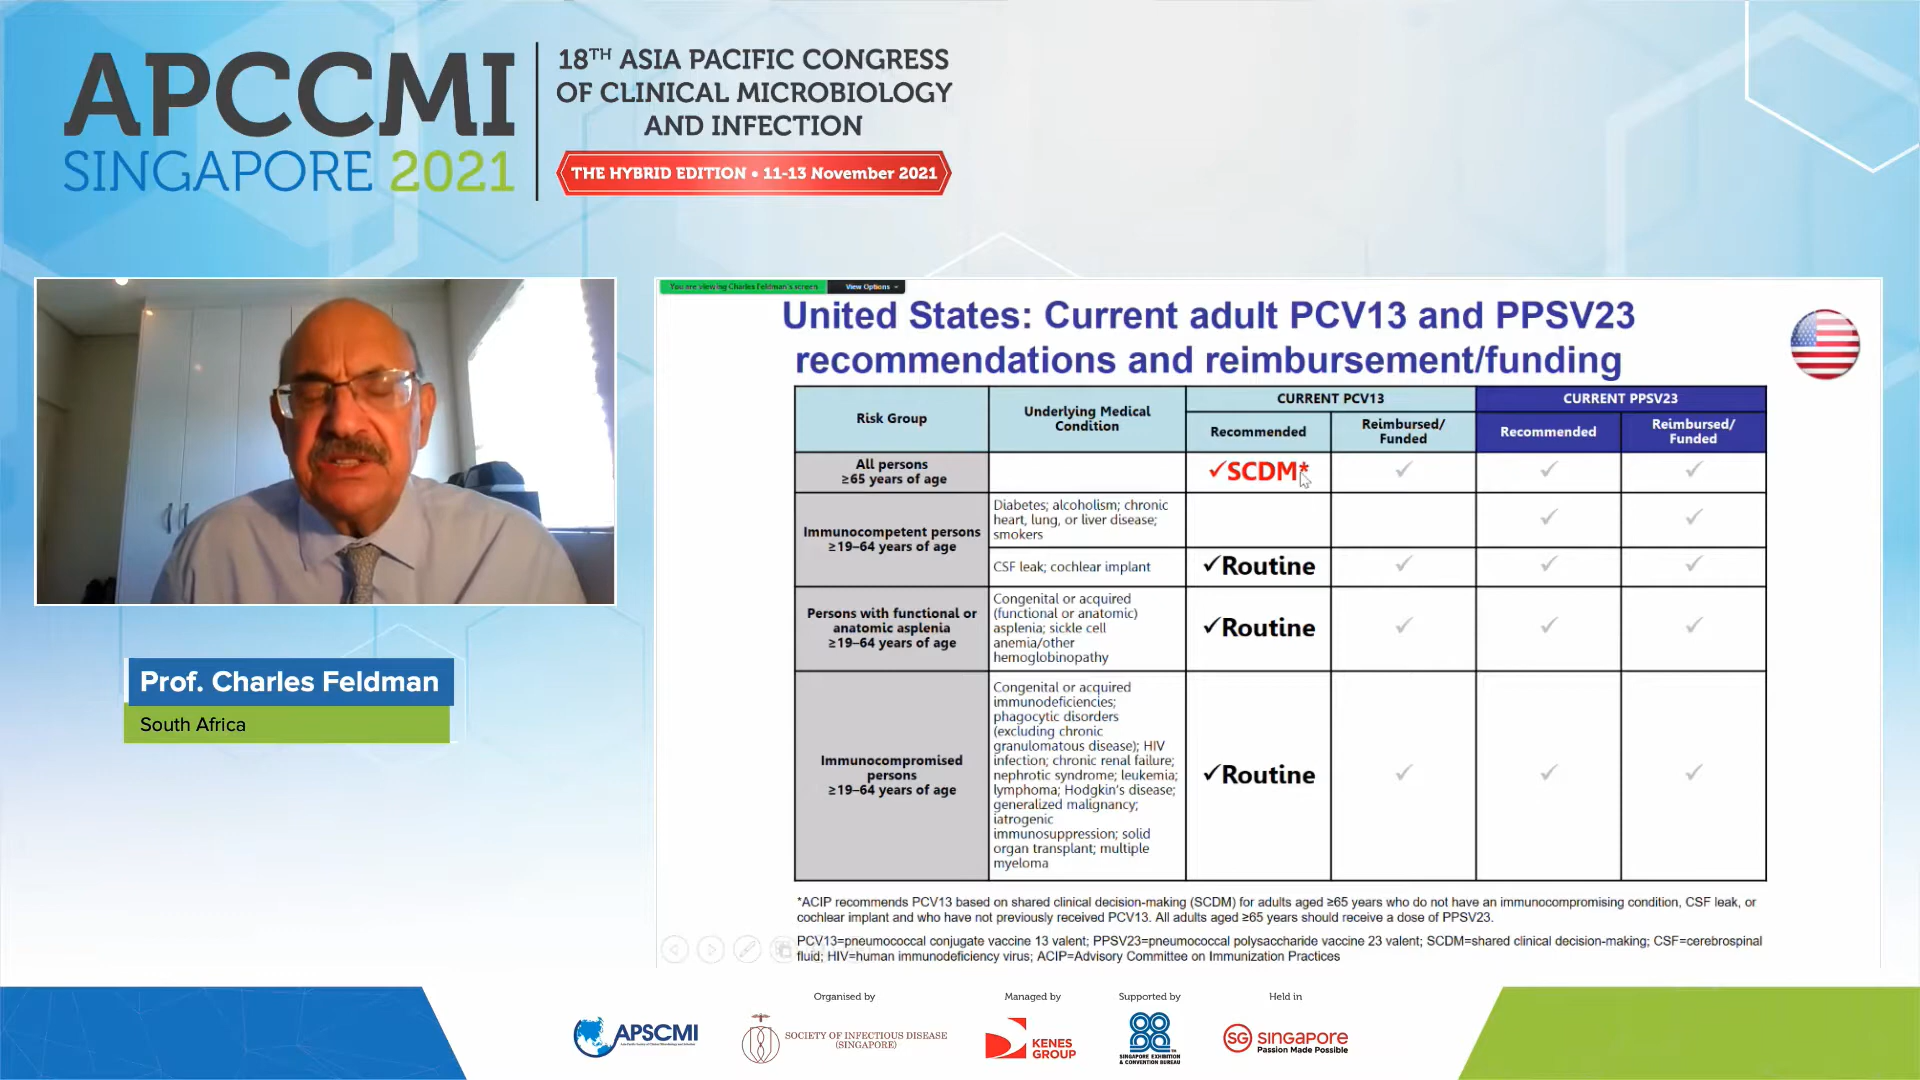 APCCMI
SINGAPORE 2021
18TH ASIA PACIFIC CONGRESS
OF CLINICAL MICROBIOLOGY
AND INFECTION
THE HYBRID EDITION • 11-13 November 2021
Prof. Charles Feldman
South Africa
You are viewing Charles Feldman's screen
View Options
United States: Current adult PCV13 and PPSV23
recommendations and reimbursement/funding
Risk Group
Underlying Medical
Condition
CURRENT PCV13
CURRENT PPSV23
Recommended
Reimbursed/
Funded
Recommended
Reimbursed/
Funded
All persons
≥65 years of age
✓SCDM*
✓
✓
✓
Immunocompetent persons
≥19–64 years of age
Diabetes; alcoholism; chronic
heart, lung, or liver disease;
smokers
✓
✓
CSF leak; cochlear implant
✓Routine
✓
✓
✓
Persons with functional or
anatomic asplenia
≥19–64 years of age
Congenital or acquired
(functional or anatomic)
asplenia; sickle cell
anemia/other
hemoglobinopathy
✓Routine
✓
✓
✓
Immunocompromised
persons
≥19–64 years of age
Congenital or acquired
immunodeficiencies;
phagocytic disorders
(excluding chronic
granulomatous disease); HIV
infection; chronic renal failure;
nephrotic syndrome; leukemia;
lymphoma; Hodgkin's disease;
generalized malignancy;
iatrogenic
immunosuppression; solid
organ transplant; multiple
myeloma
✓Routine
✓
✓
✓
*ACIP recommends PCV13 based on shared clinical decision-making (SCDM) for adults aged ≥65 years who do not have an immunocompromising condition, CSF leak, or
cochlear implant and who have not previously received PCV13. All adults aged ≥65 years should receive a dose of PPSV23.
PCV13=pneumococcal conjugate vaccine 13 valent; PPSV23=pneumococcal polysaccharide vaccine 23 valent; SCDM=shared clinical decision-making; CSF=cerebrospinal
fluid; HIV=human immunodeficiency virus; ACIP=Advisory Committee on Immunization Practices
Organised by
Managed by
Supported by
Held in
APSCMI
SOCIETY OF INFECTIOUS DISEASE
(SINGAPORE)
KENES
GROUP
SINGAPORE EXHIBITION
& CONVENTION BUREAU
SG SINGAPORE
Passion Made Possible